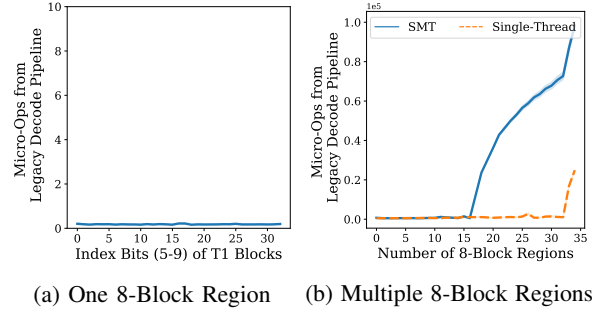 10
8
6
4
2
0
0 5 10 15 20 25 30
Micro-Ops from
Legacy Decode Pipeline
Index Bits (5-9) of T1 Blocks
(a) One 8-Block Region
1e5
SMT
Single-Thread
1.0
0.8
0.6
0.4
0.2
0.0
0 5 10 15 20 25 30 35
Micro-Ops from
Legacy Decode Pipeline
Number of 8-Block Regions
(b) Multiple 8-Block Regions